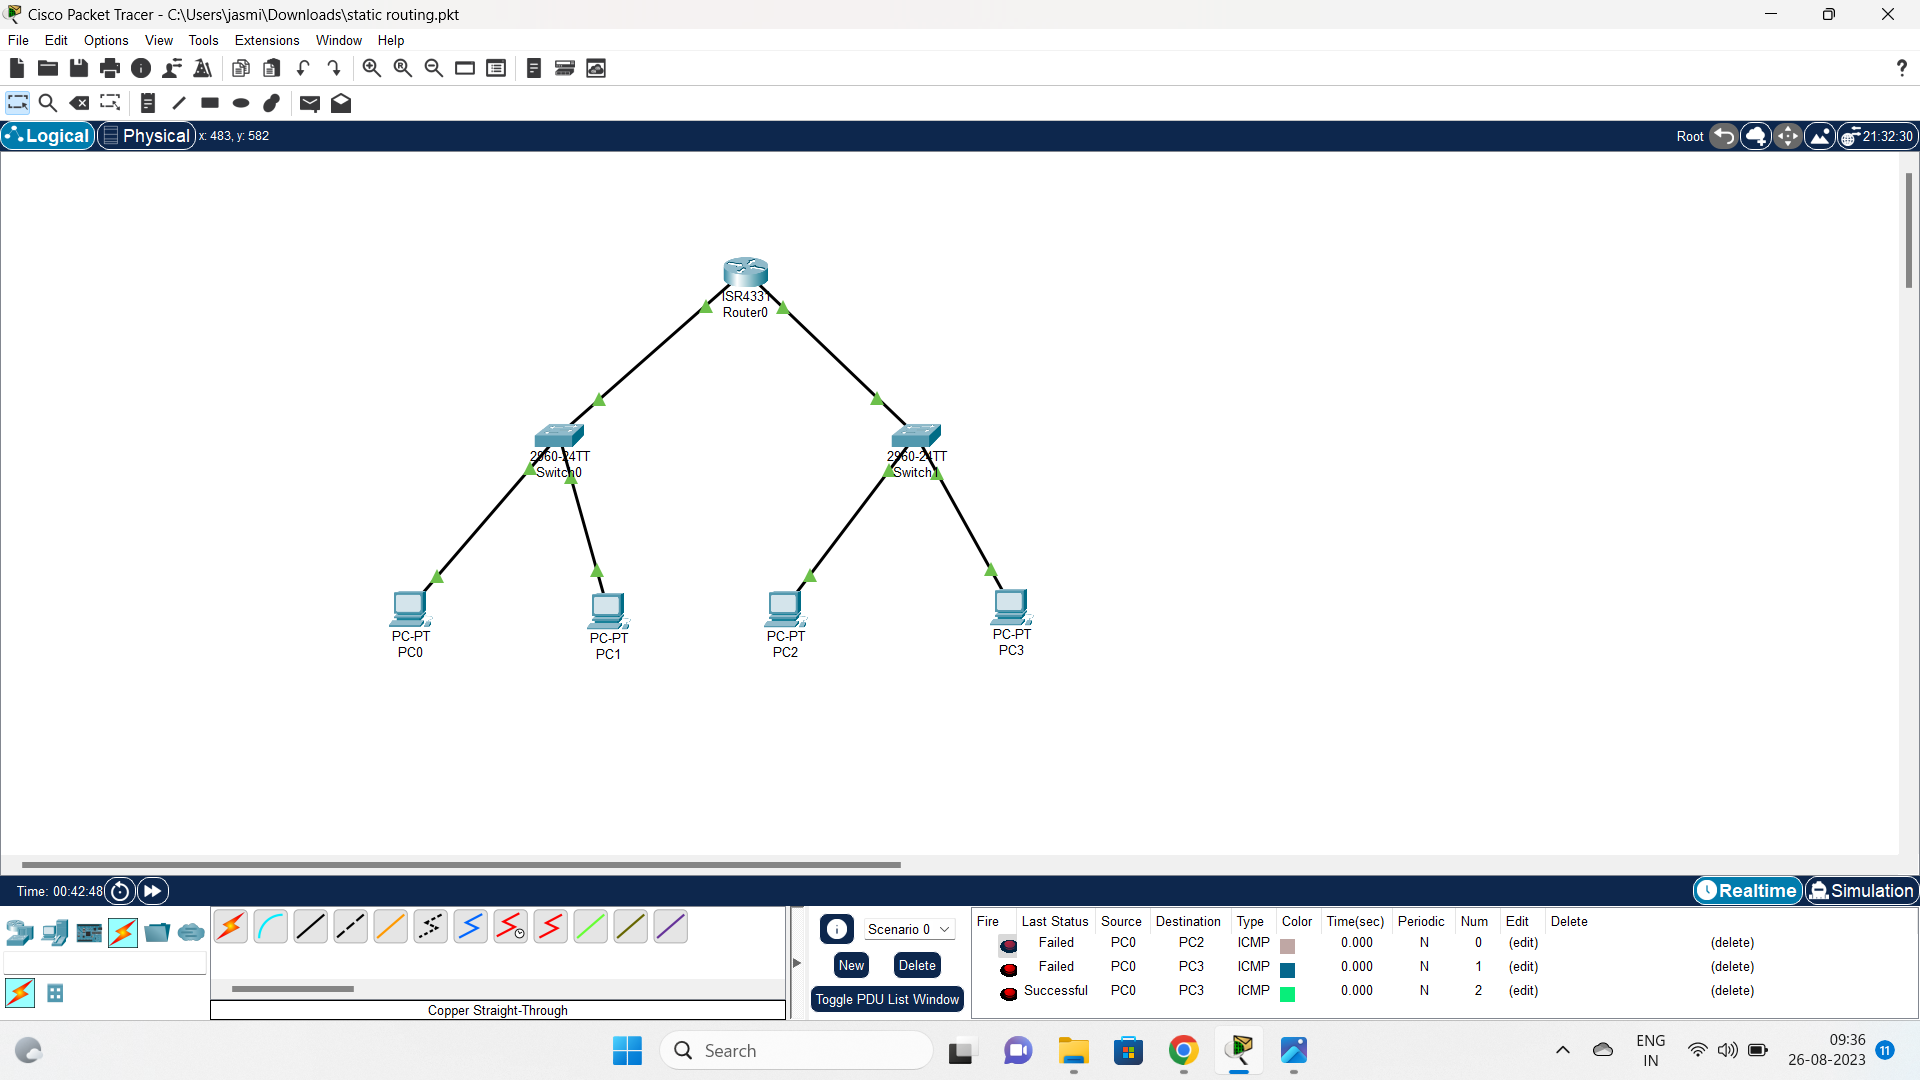 Cisco Packet Tracer - C:\Users\jasmi\Downloads\static routing.pkt
File Edit Options View Tools Extensions Window Help
?
Logical Physical x: 483, y: 582 Root 21:32:30
ISR4331
Router0
2960-24TT
Switch0
2960-24TT
Switch1
PC-PT
PC0
PC-PT
PC1
PC-PT
PC2
PC-PT
PC3
Time: 00:42:48 Realtime Simulation
Scenario 0
New Delete
Toggle PDU List Window
Copper Straight-Through
Fire Last Status Source Destination Type Color Time(sec) Periodic Num Edit Delete
Failed PC0 PC2 ICMP 0.000 N 0 (edit) (delete)
Failed PC0 PC3 ICMP 0.000 N 1 (edit) (delete)
Successful PC0 PC3 ICMP 0.000 N 2 (edit) (delete)
Search
ENG
IN
09:36
26-08-2023
11